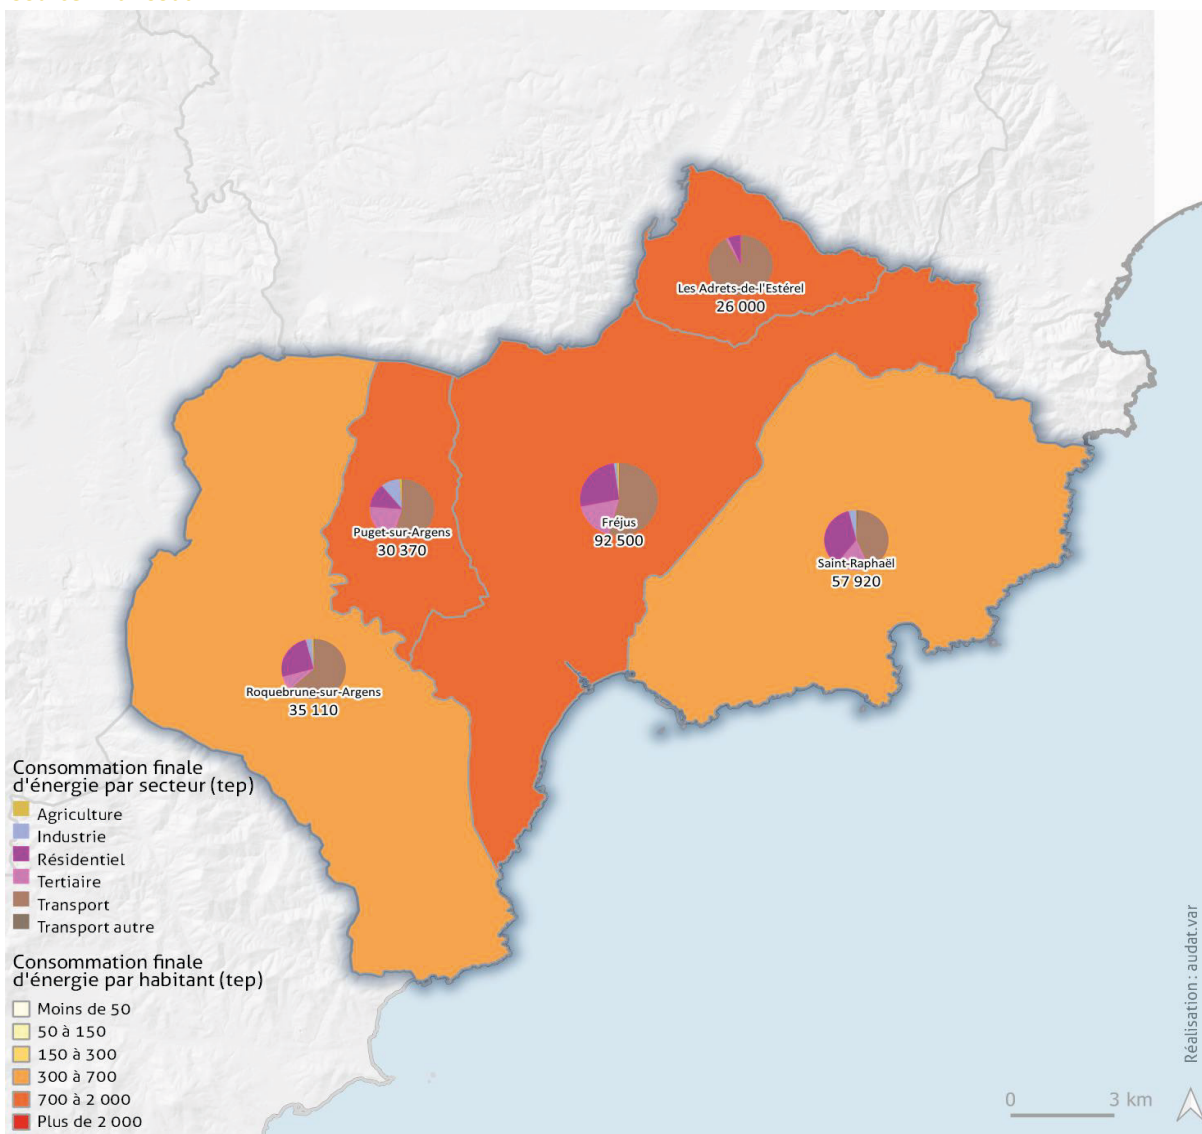 Les Adrets-de-l'Estérel
26 000
Puget-sur-Argens
30 370
Fréjus
92 500
Saint-Raphaël
57 920
Roquebrune-sur-Argens
35 110
Consommation finale
d'énergie par secteur (tep)
Agriculture
Industrie
Résidentiel
Tertiaire
Transport
Transport autre
Consommation finale
d'énergie par habitant (tep)
Moins de 50
50 à 150
150 à 300
300 à 700
700 à 2 000
Plus de 2 000
0 3 km
Réalisation : audat.var